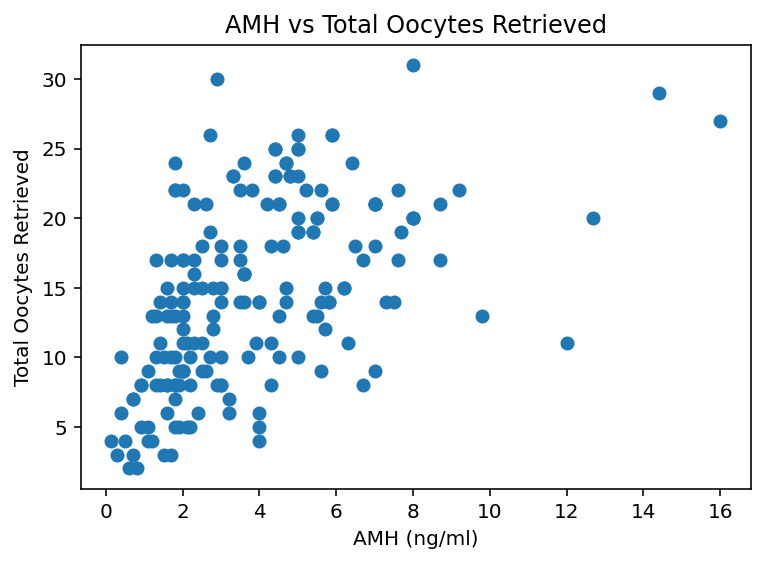 AMH vs Total Oocytes Retrieved
Total Oocytes Retrieved
30
25
20
15
10
5
0 2 4 6 8 10 12 14 16
AMH (ng/ml)